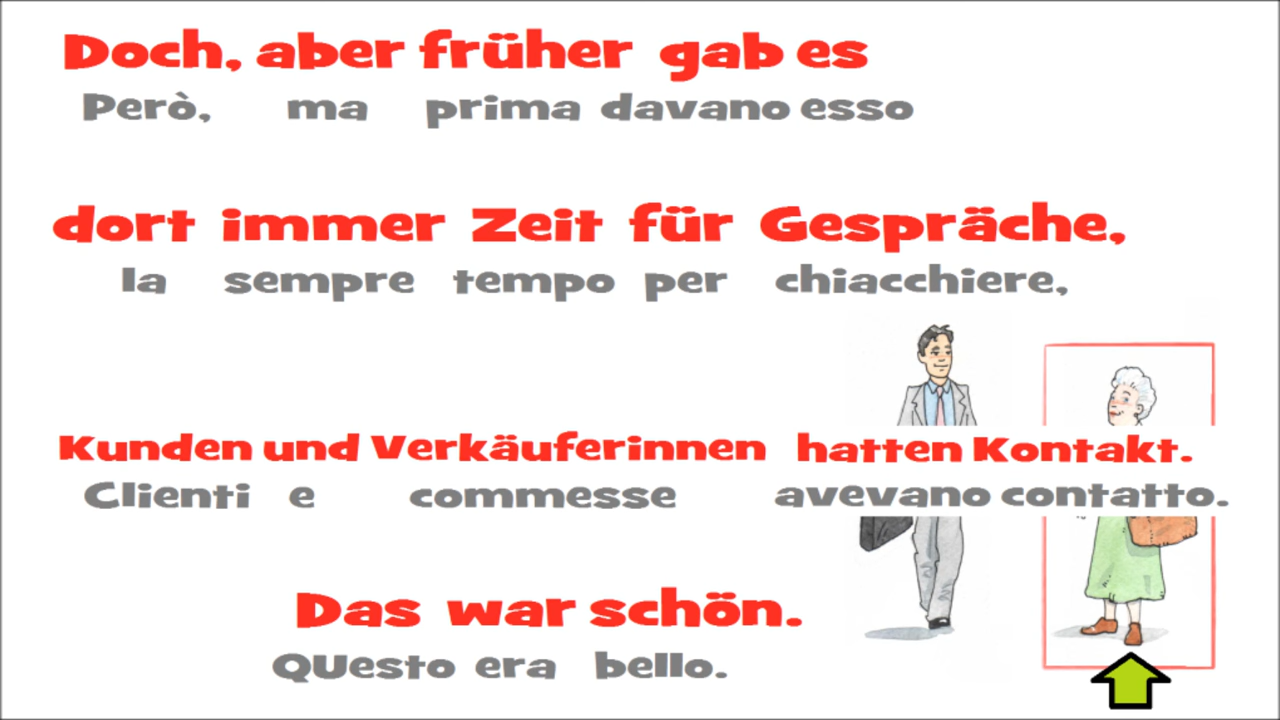 Doch, aber früher gab es
Però, ma prima davano esso
dort immer Zeit für Gespräche,
la sempre tempo per chiacchiere,
Kunden und Verkäuferinnen hatten Kontakt.
Clienti e commesse avevano contatto.
Das war schön.
QUesto era bello.